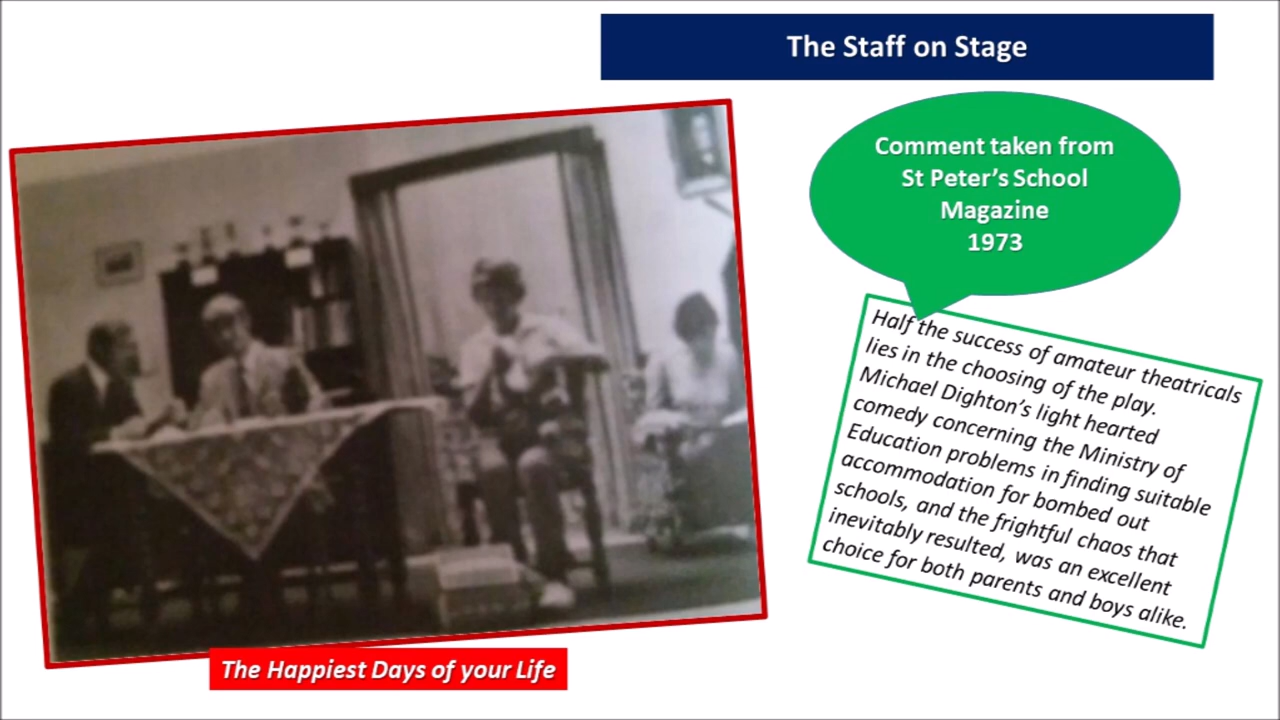 The Staff on Stage
Comment taken from
St Peter's School
Magazine
1973
Half the success of amateur theatricals
lies in the choosing of the play.
Michael Dighton's light hearted
comedy concerning the Ministry of
Education problems in finding suitable
accommodation for bombed out
schools, and the frightful chaos that
inevitably resulted, was an excellent
choice for both parents and boys alike.
The Happiest Days of your Life